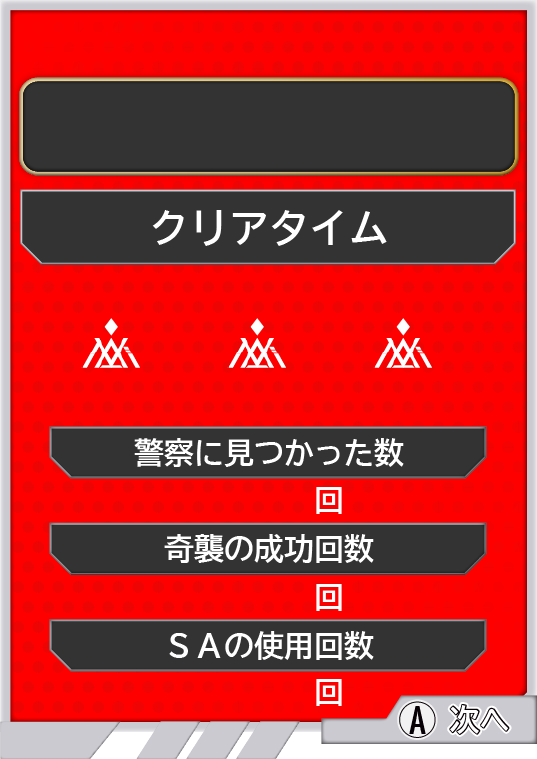 クリアタイム
警察に見つかった数
回
奇襲の成功回数
回
ＳＡの使用回数
回
Ⓐ 次へ